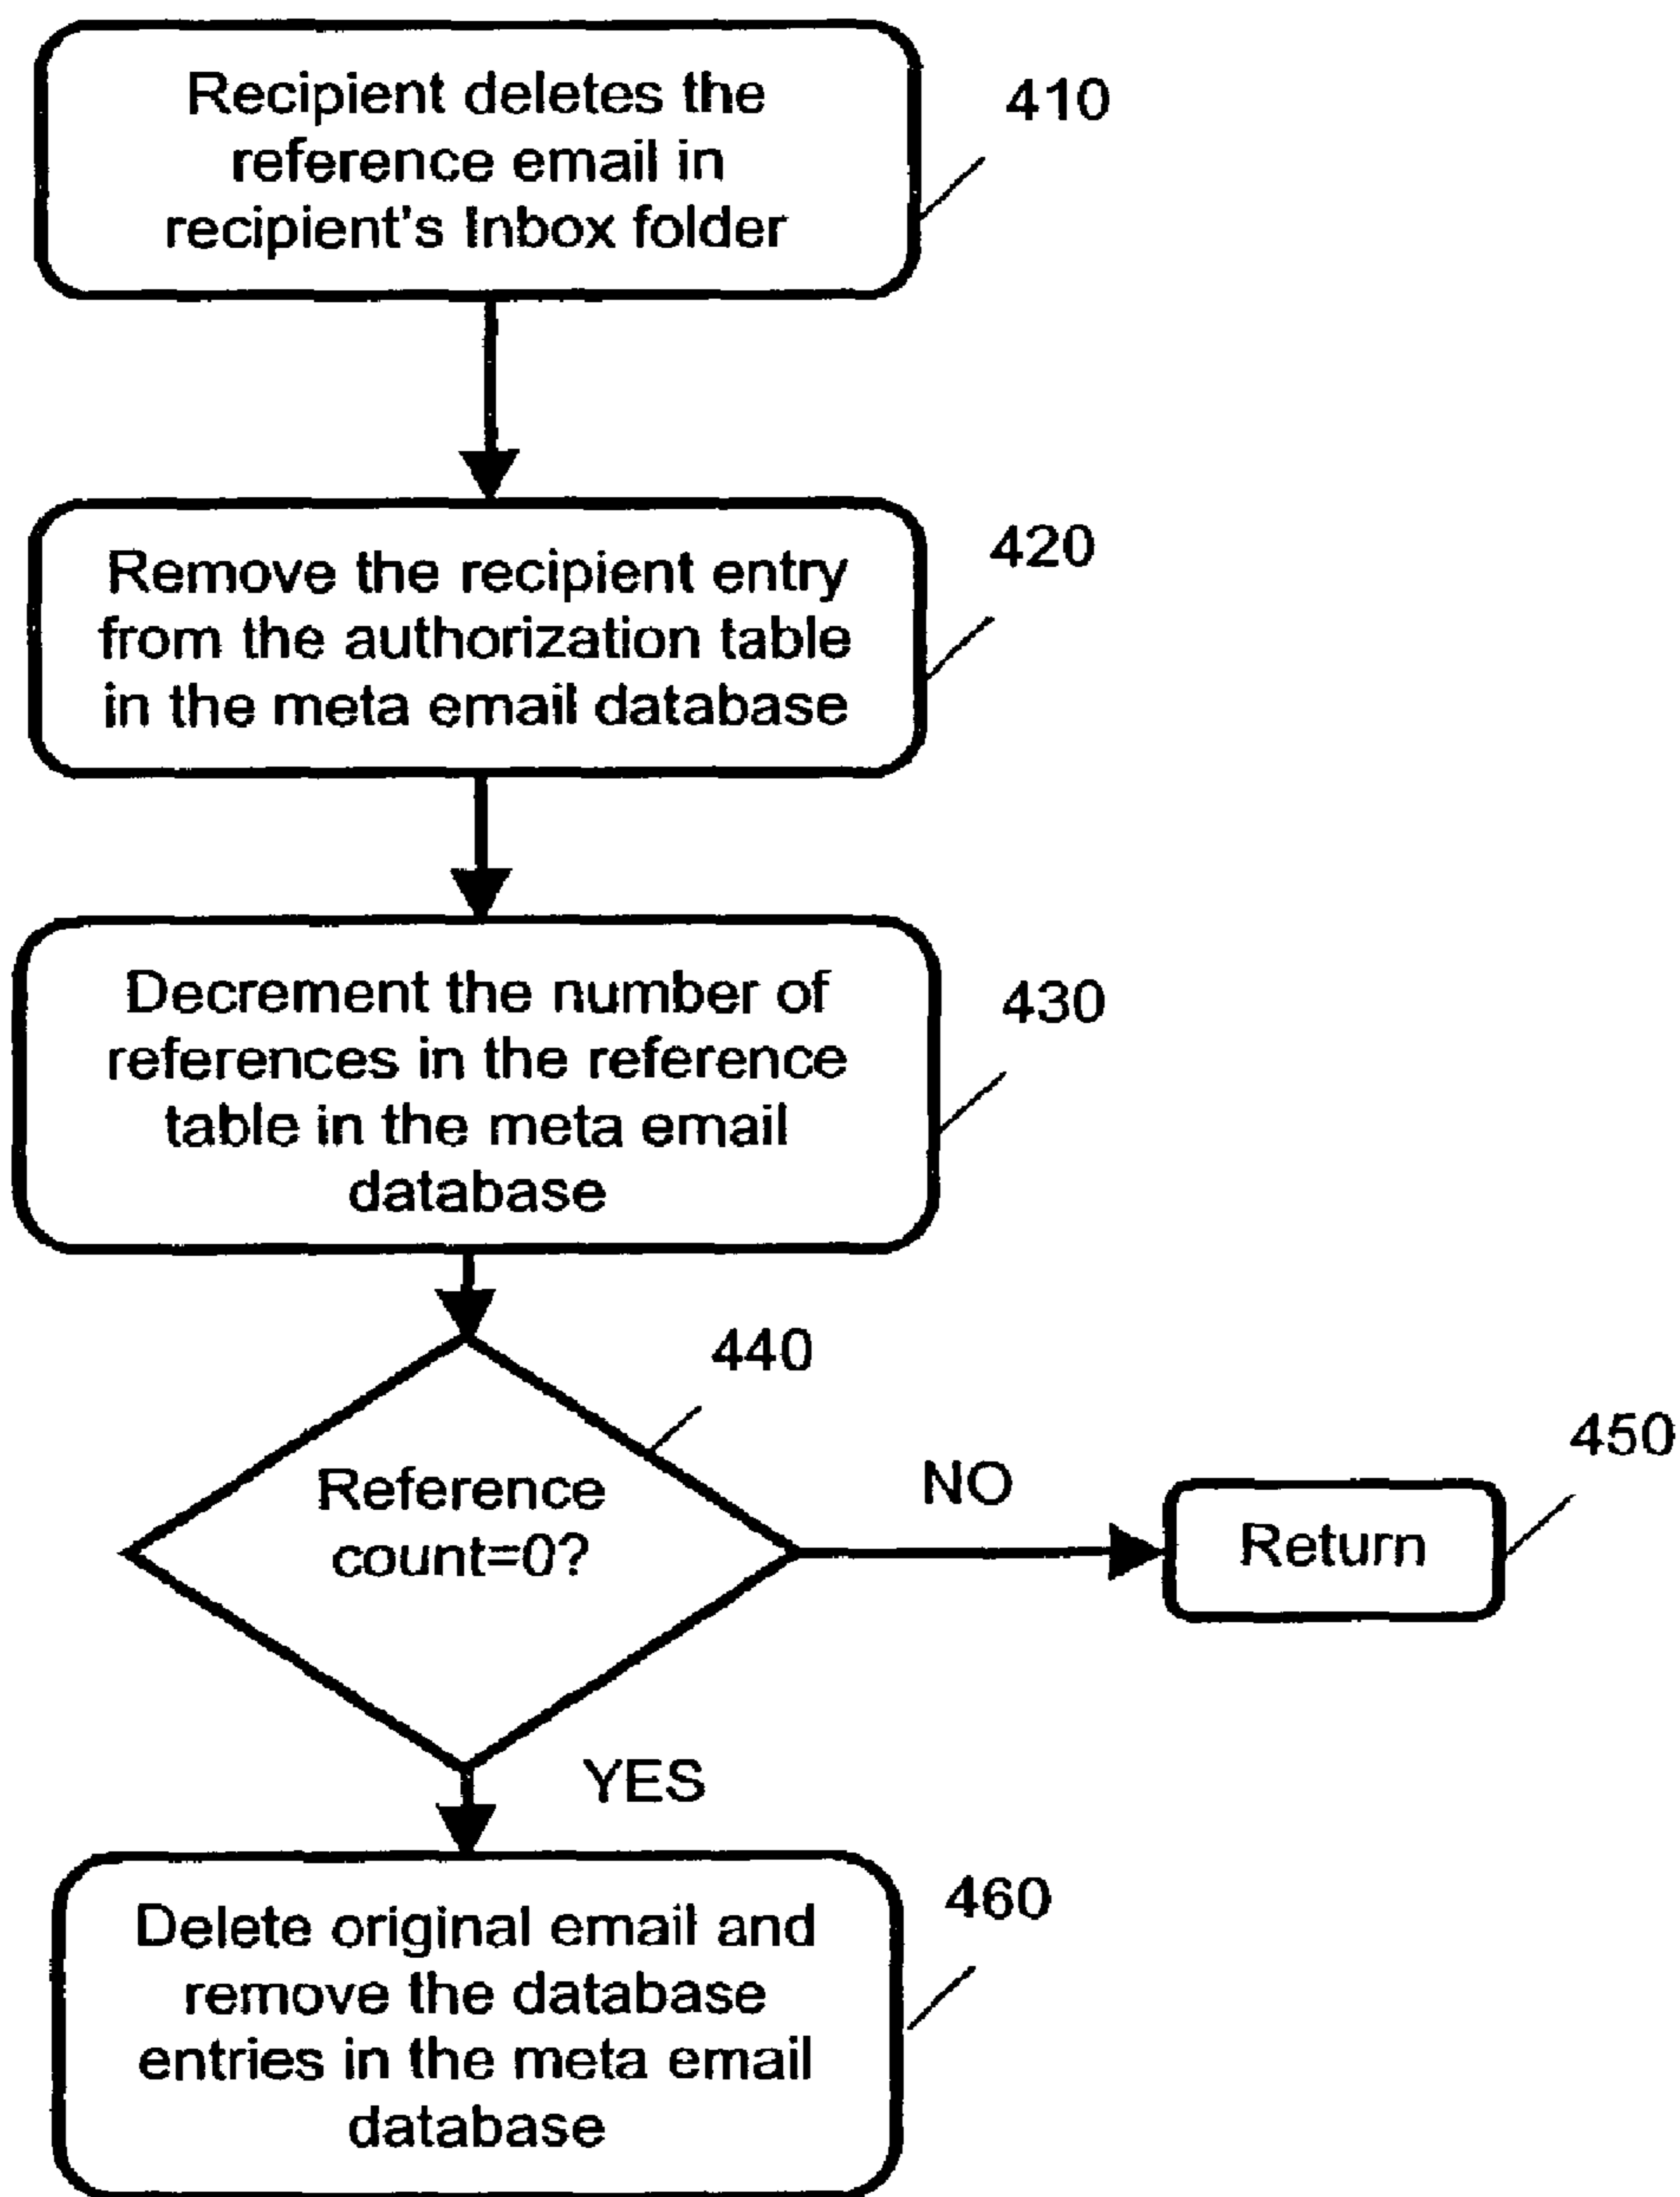 Recipient deletes the
reference email in
recipient's Inbox folder
410
Remove the recipient entry
from the authorization table
in the meta email database
420
Decrement the number of
references in the reference
table in the meta email
database
430
440
Reference
count=0?
NO
450
Return
YES
Delete original email and
remove the database
entries in the meta email
database
460